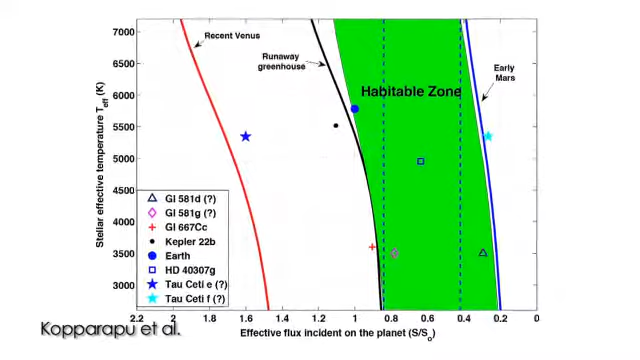 7000
6500
6000
5500
5000
4500
4000
3500
3000
Stellar effective temperature Teff (K)
Recent Venus
Runaway
greenhouse
Habitable Zone
Early
Mars
Gl 581d (?)
Gl 581g (?)
Gl 667Cc
Kepler 22b
Earth
HD 40307g
Tau Ceti e (?)
Tau Ceti f (?)
2.2 2 1.8 1.6 1.4 1.2 1 0.8 0.6 0.4 0.2 0
Effective flux incident on the planet (S/So)
Kopparapu et al.